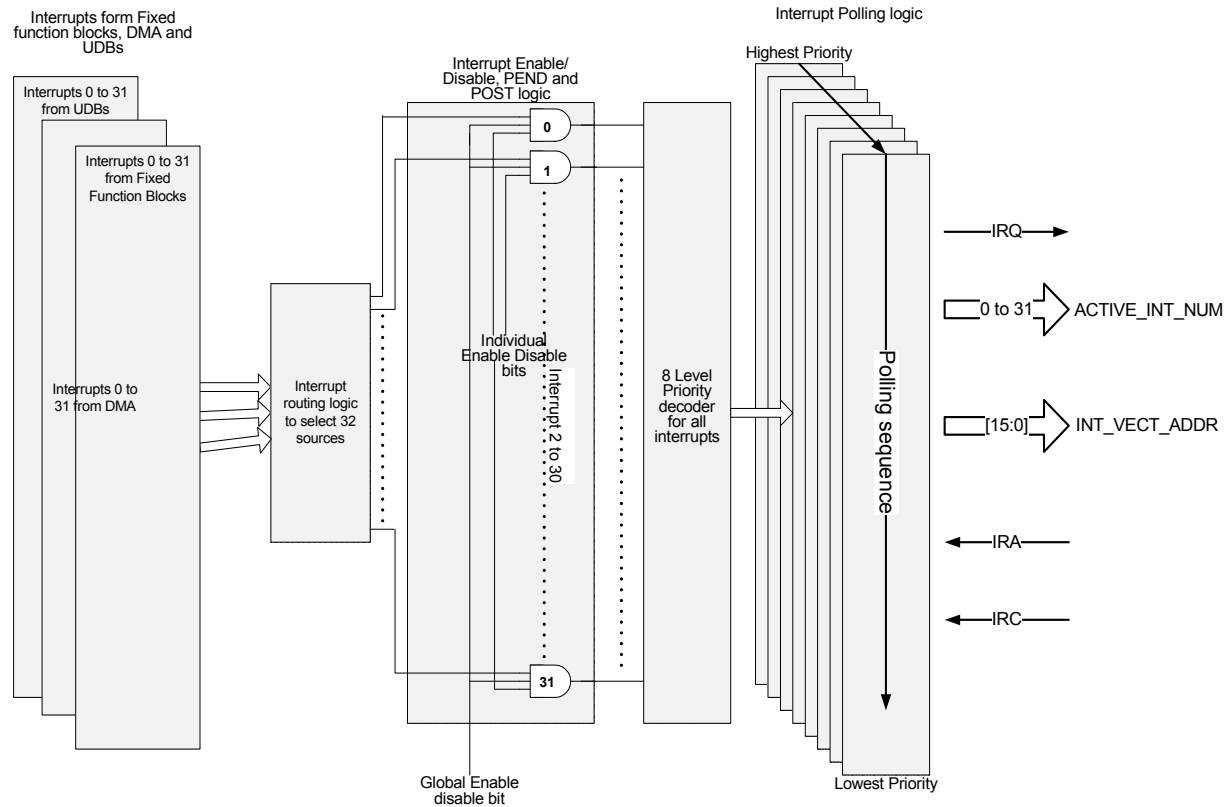 Interrupts form Fixed
function blocks, DMA and
UDBs
Interrupts 0 to 31
from UDBs
Interrupts 0 to 31
from Fixed
Function Blocks
Interrupts 0 to
31 from DMA
Interrupt
routing logic
to select 32
sources
Interrupt Enable/
Disable, PEND and
POST logic
0
1
Individual
Enable Disable
bits
Interrupt 2 to 30
31
Global Enable
disable bit
8 Level
Priority
decoder
for all
interrupts
Interrupt Polling logic
Highest Priority
Polling sequence
Lowest Priority
IRQ
0 to 31
ACTIVE_INT_NUM
[15:0]
INT_VECT_ADDR
IRA
IRC